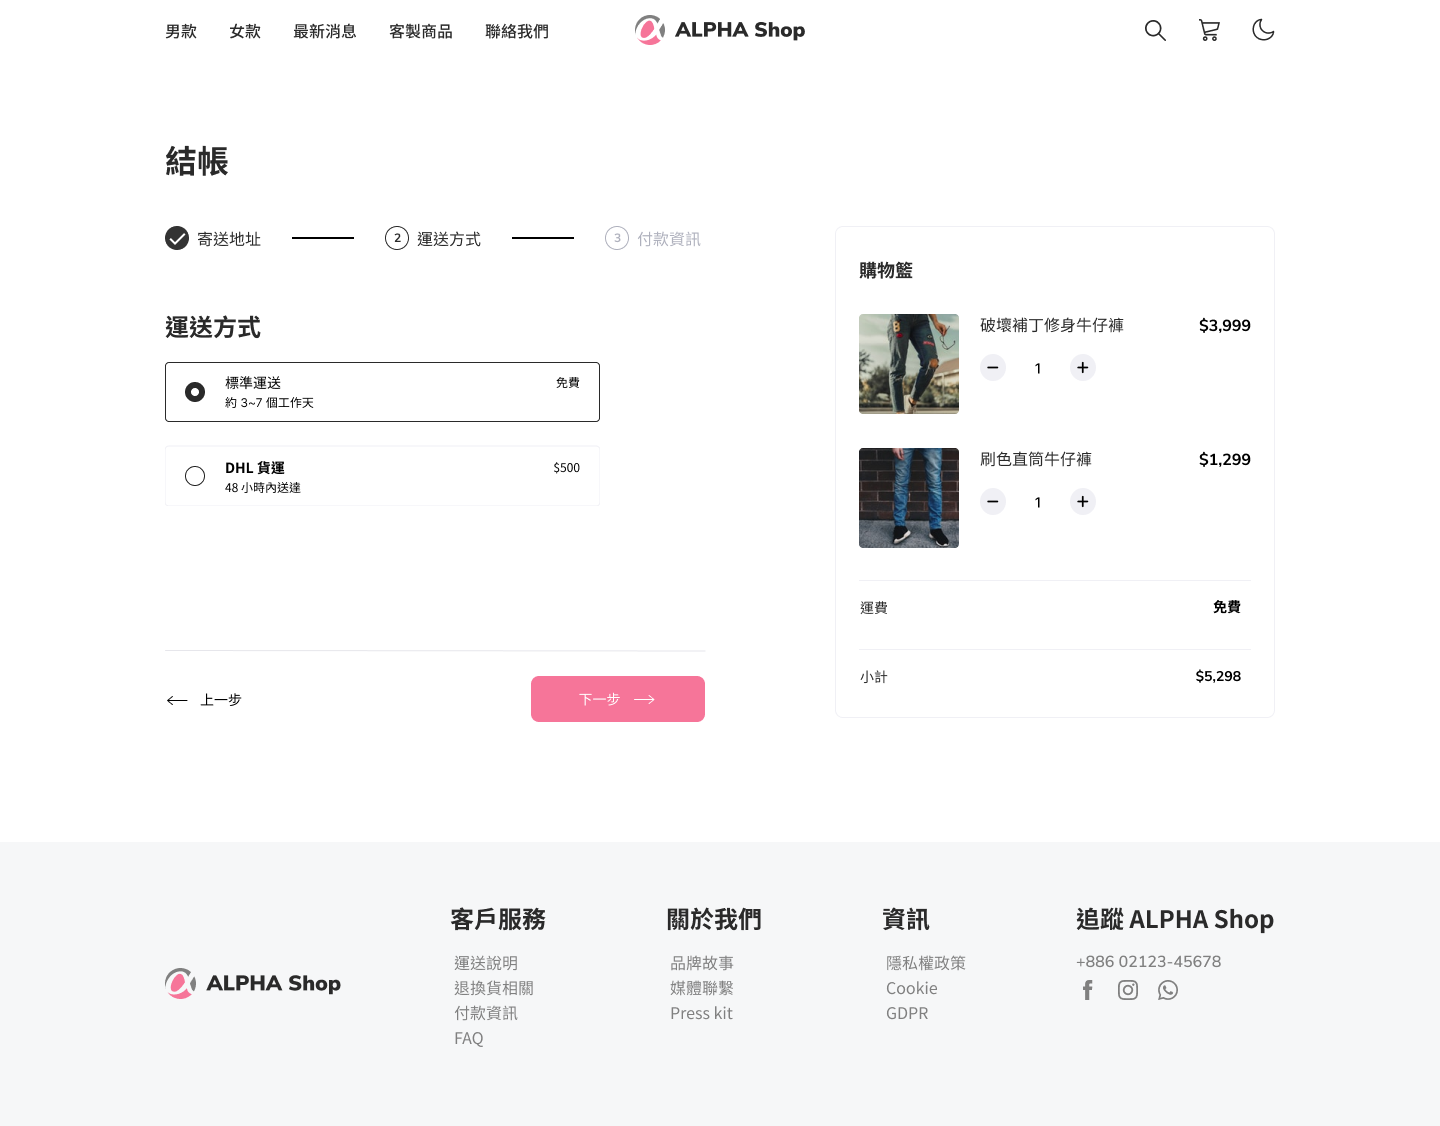 男款 女款 最新消息 客製商品 聯絡我們 ALPHA Shop
結帳
寄送地址 2 運送方式 3 付款資訊
運送方式
標準運送 免費
約 3~7 個工作天
DHL 貨運 $500
48 小時內送達
上一步 下一步
購物籃
破壞補丁修身牛仔褲 $3,999
1
刷色直筒牛仔褲 $1,299
1
運費 免費
小計 $5,298
ALPHA Shop
客戶服務
運送說明
退換貨相關
付款資訊
FAQ
關於我們
品牌故事
媒體聯繫
Press kit
資訊
隱私權政策
Cookie
GDPR
追蹤 ALPHA Shop
+886 02123-45678